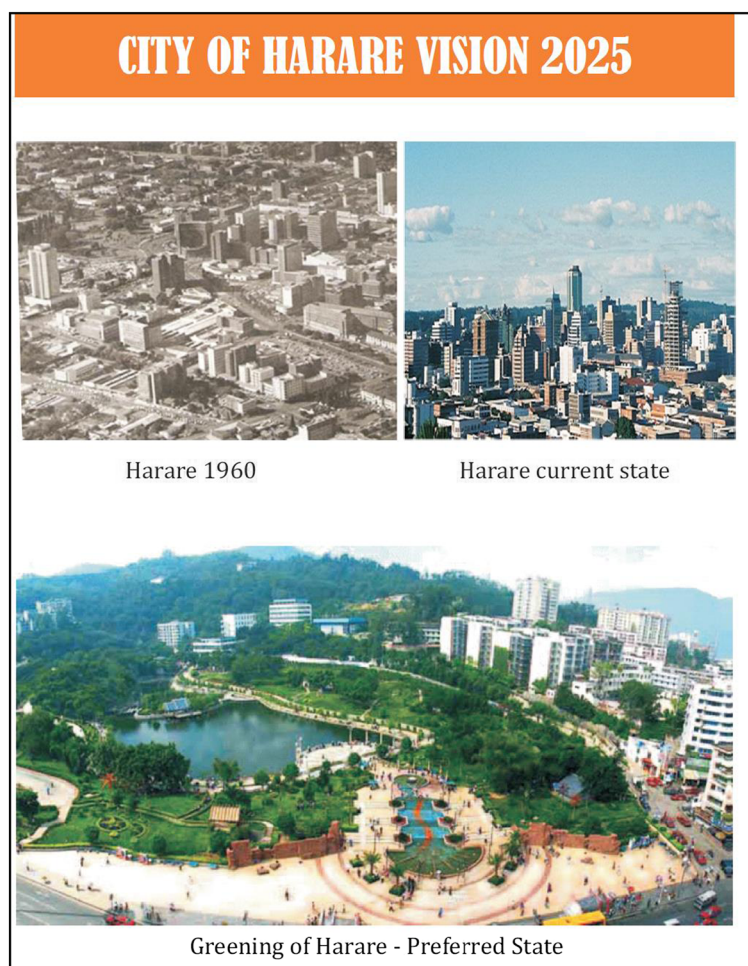 CITY OF HARARE VISION 2025
Harare 1960
Harare current state
Greening of Harare - Preferred State